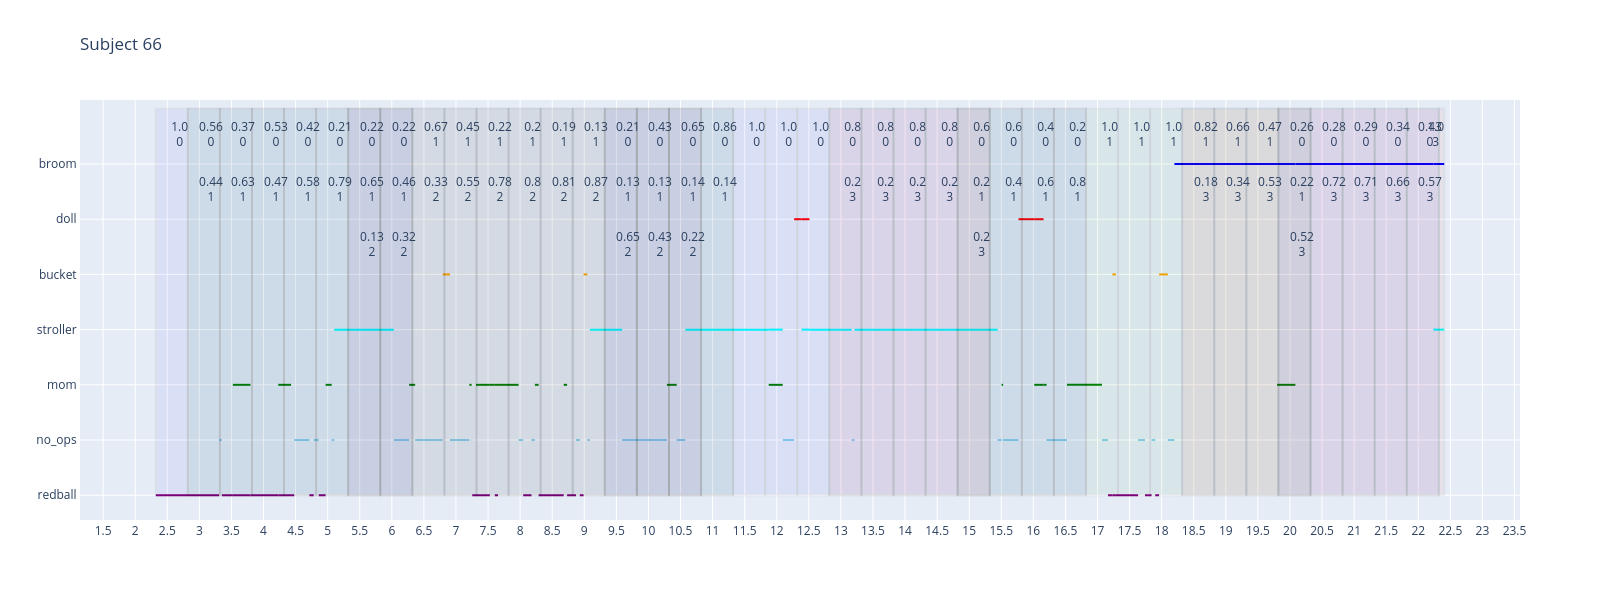 Subject 66
1.0 0.56 0.37 0.53 0.42 0.21 0.22 0.22 0.67 0.45 0.22 0.2 0.19 0.13 0.21 0.43 0.65 0.86 1.0 1.0 1.0 0.8 0.8 0.8 0.8 0.6 0.6 0.4 0.2 1.0 1.0 1.0 0.82 0.66 0.47 0.26 0.28 0.29 0.34
0 0 0 0 0 0 0 0 1 1 1 1 1 1 0 0 0 0 0 0 0 0 0 0 0 0 0 0 0 1 1 1 1 1 1 0 0 0 0 0 3
broom
0.44 0.63 0.47 0.58 0.79 0.65 0.46 0.33 0.55 0.78 0.8 0.81 0.87 0.13 0.13 0.14 0.14 0.2 0.2 0.2 0.2 0.2 0.4 0.6 0.8 0.18 0.34 0.53 0.22 0.72 0.71 0.66 0.57
1 1 1 1 1 1 1 2 2 2 2 2 2 1 1 1 1 3 3 3 3 1 1 1 1 3 3 3 1 3 3 3 3
doll
0.13 0.32 0.65 0.43 0.22 0.2 0.52
2 2 2 2 2 3 3
bucket
stroller
mom
no_ops
redball
1.5 2 2.5 3 3.5 4 4.5 5 5.5 6 6.5 7 7.5 8 8.5 9 9.5 10 10.5 11 11.5 12 12.5 13 13.5 14 14.5 15 15.5 16 16.5 17 17.5 18 18.5 19 19.5 20 20.5 21 21.5 22 22.5 23 23.5